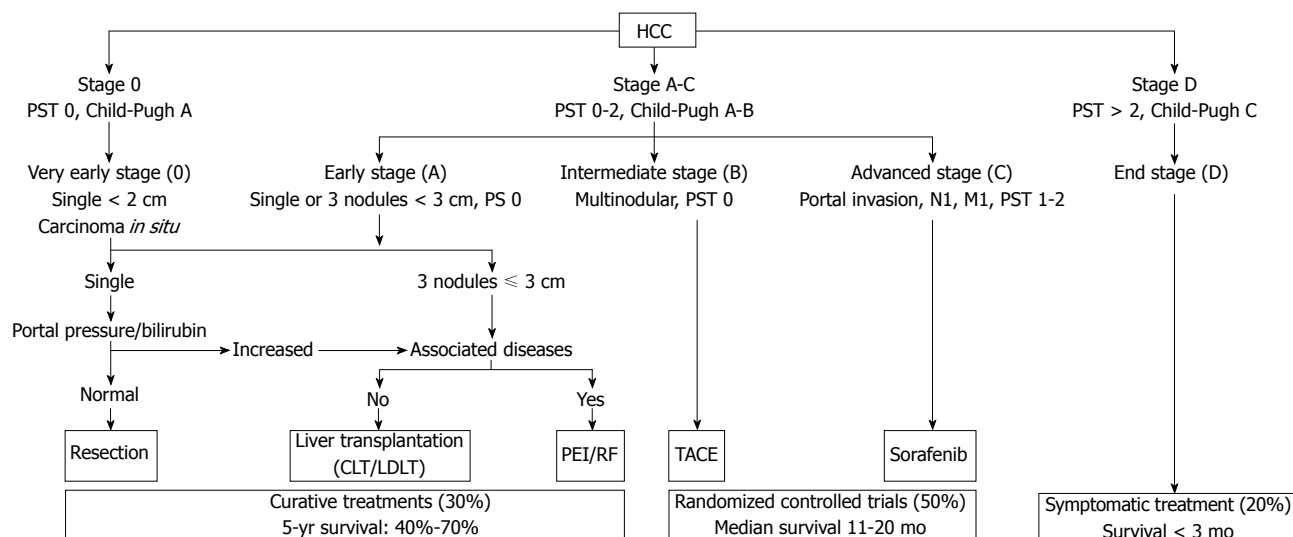 HCC
Stage 0
PST 0, Child-Pugh A
Stage A-C
PST 0-2, Child-Pugh A-B
Stage D
PST > 2, Child-Pugh C
Very early stage (0)
Single < 2 cm
Carcinoma in situ
Early stage (A)
Single or 3 nodules < 3 cm, PS 0
Intermediate stage (B)
Multinodular, PST 0
Advanced stage (C)
Portal invasion, N1, M1, PST 1-2
End stage (D)
Single
3 nodules ≤ 3 cm
Portal pressure/bilirubin
Increased
Associated diseases
Normal
No
Yes
Resection
Liver transplantation
(CLT/LDLT)
PEI/RF
TACE
Sorafenib
Curative treatments (30%)
5-yr survival: 40%-70%
Randomized controlled trials (50%)
Median survival 11-20 mo
Symptomatic treatment (20%)
Survival < 3 mo